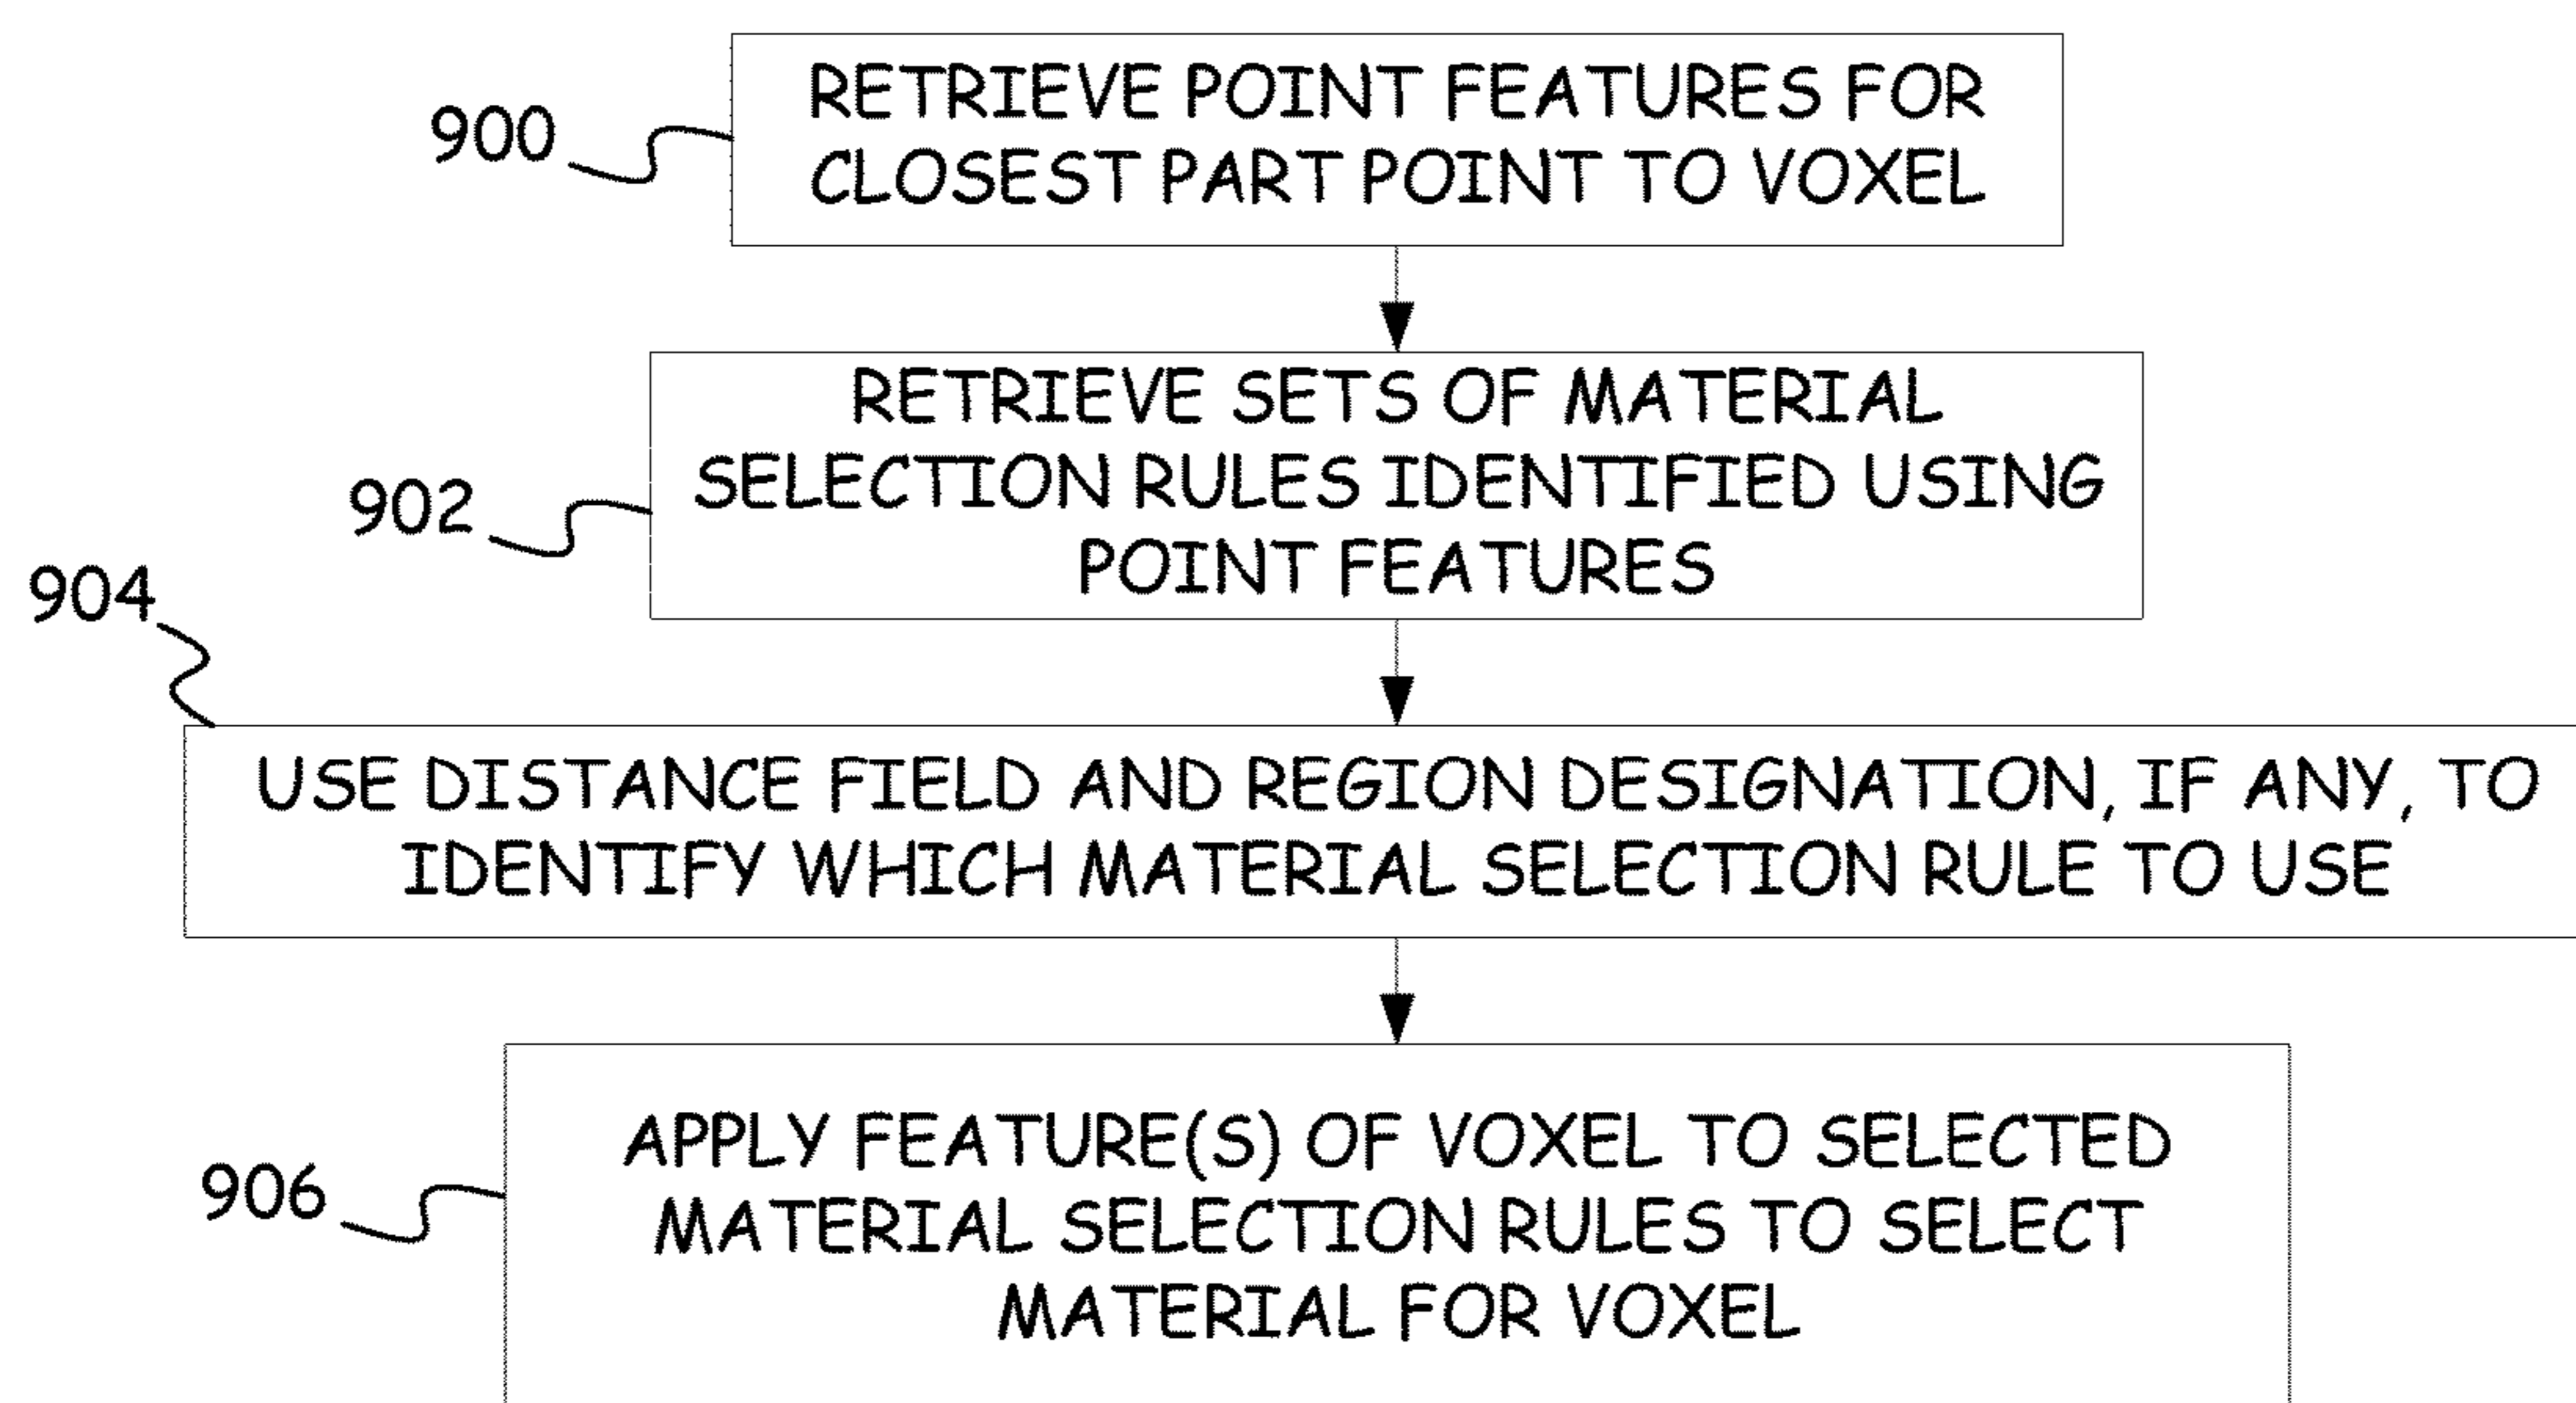 900
RETRIEVE POINT FEATURES FOR
CLOSEST PART POINT TO VOXEL
902
RETRIEVE SETS OF MATERIAL
SELECTION RULES IDENTIFIED USING
POINT FEATURES
904
USE DISTANCE FIELD AND REGION DESIGNATION, IF ANY, TO
IDENTIFY WHICH MATERIAL SELECTION RULE TO USE
906
APPLY FEATURE(S) OF VOXEL TO SELECTED
MATERIAL SELECTION RULES TO SELECT
MATERIAL FOR VOXEL